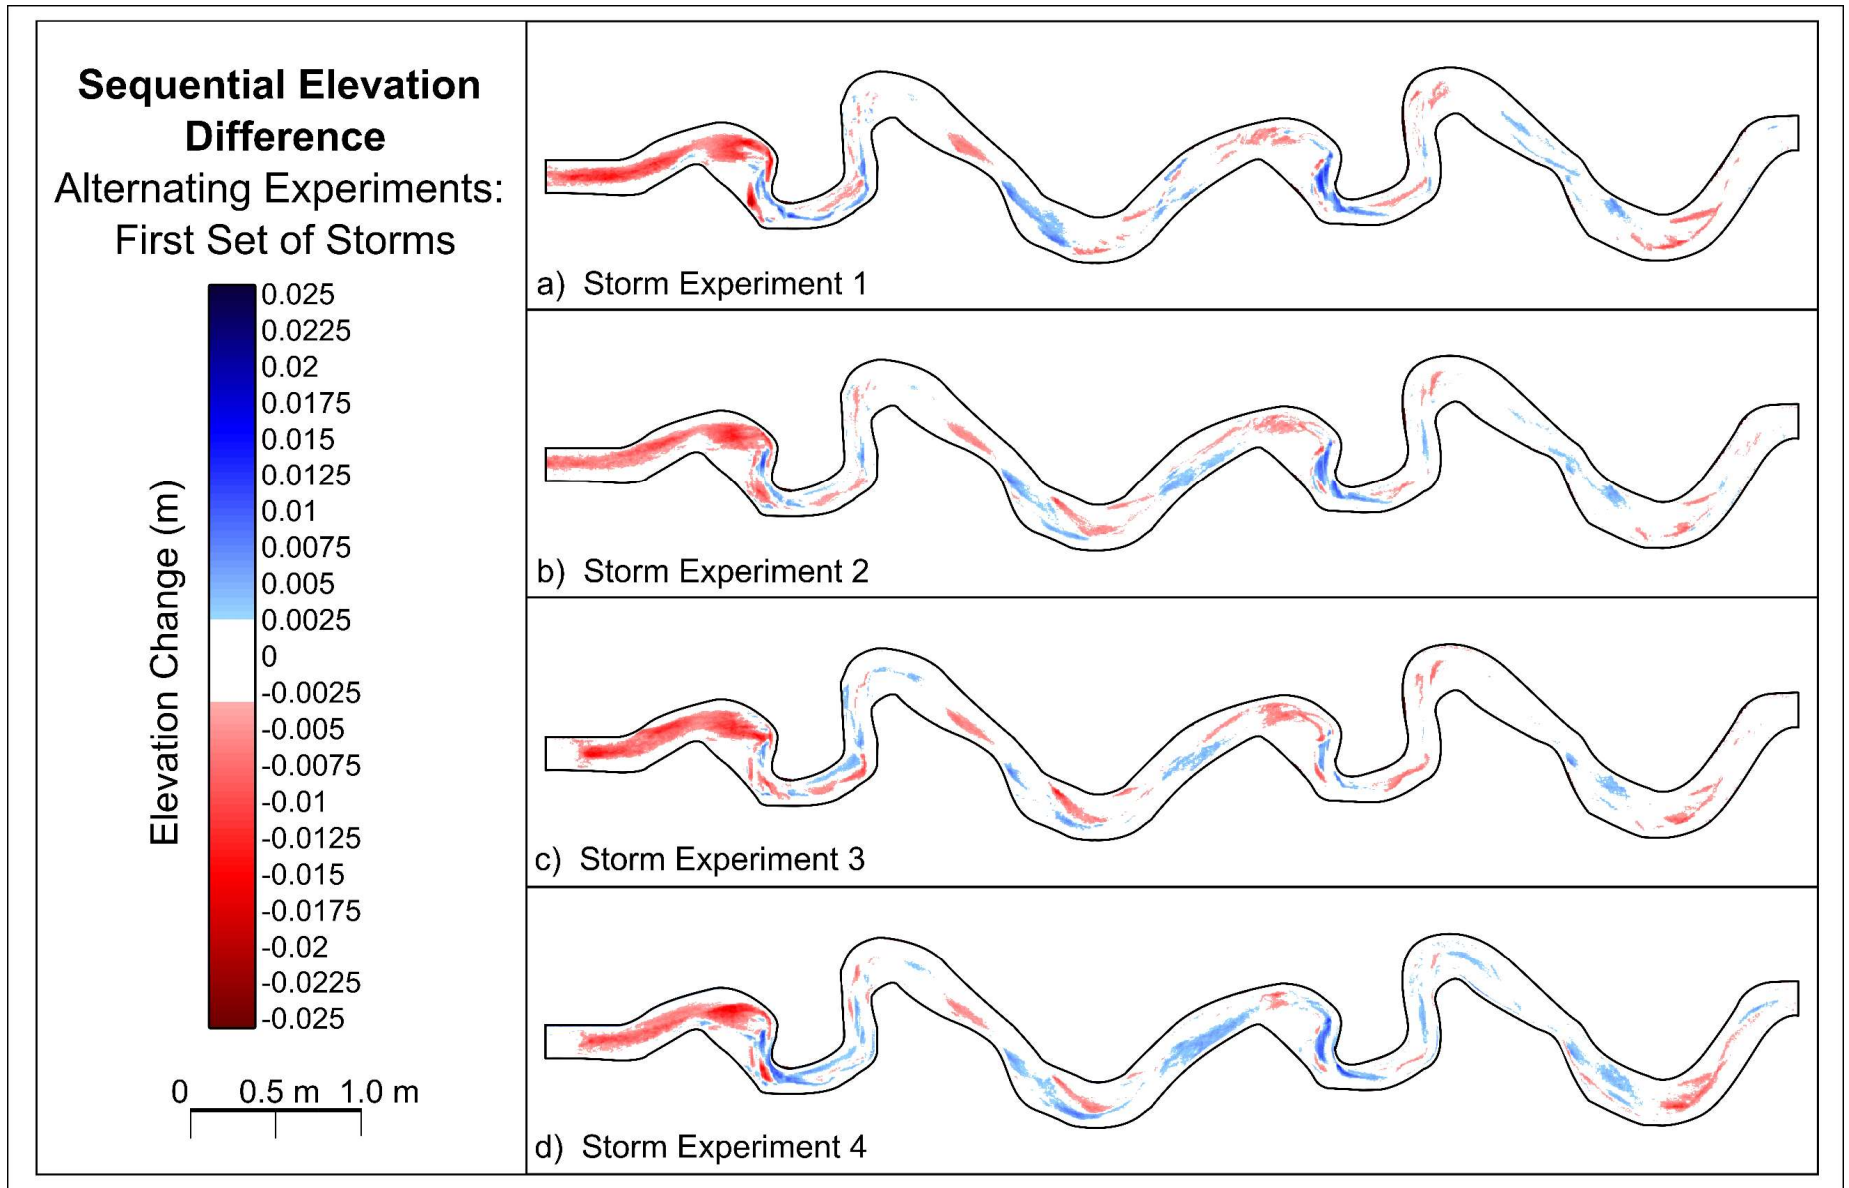 Sequential Elevation
Difference
Alternating Experiments:
First Set of Storms
Elevation Change (m)
0.025
0.0225
0.02
0.0175
0.015
0.0125
0.01
0.0075
0.005
0.0025
0
-0.0025
-0.005
-0.0075
-0.01
-0.0125
-0.015
-0.0175
-0.02
-0.0225
-0.025
0 0.5 m 1.0 m
a) Storm Experiment 1
b) Storm Experiment 2
c) Storm Experiment 3
d) Storm Experiment 4